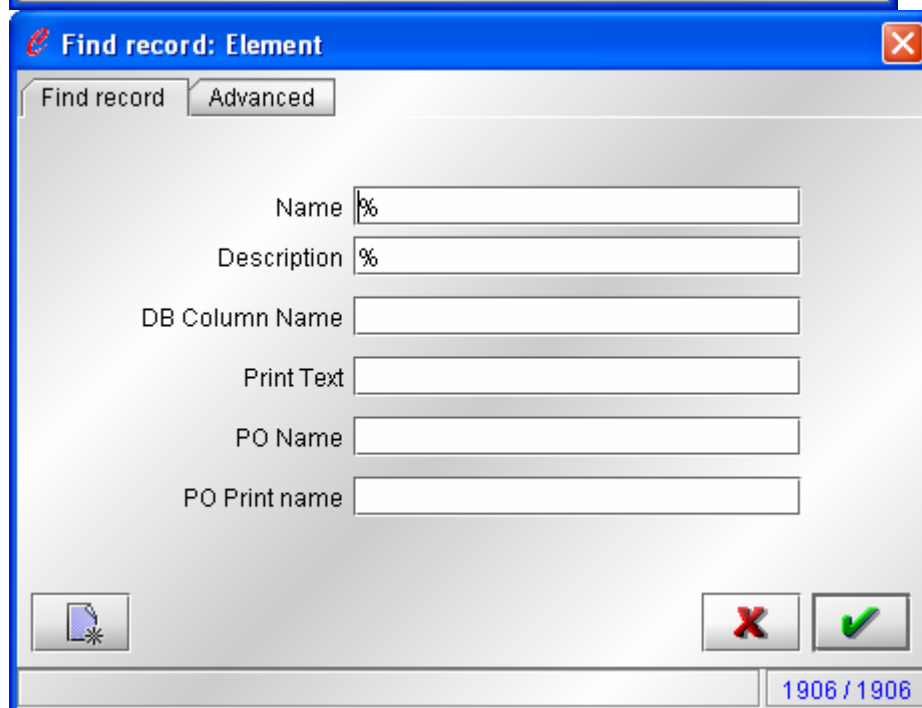 Find record: Element
Find record Advanced
Name %
Description %
DB Column Name
Print Text
PO Name
PO Print name
1906 / 1906